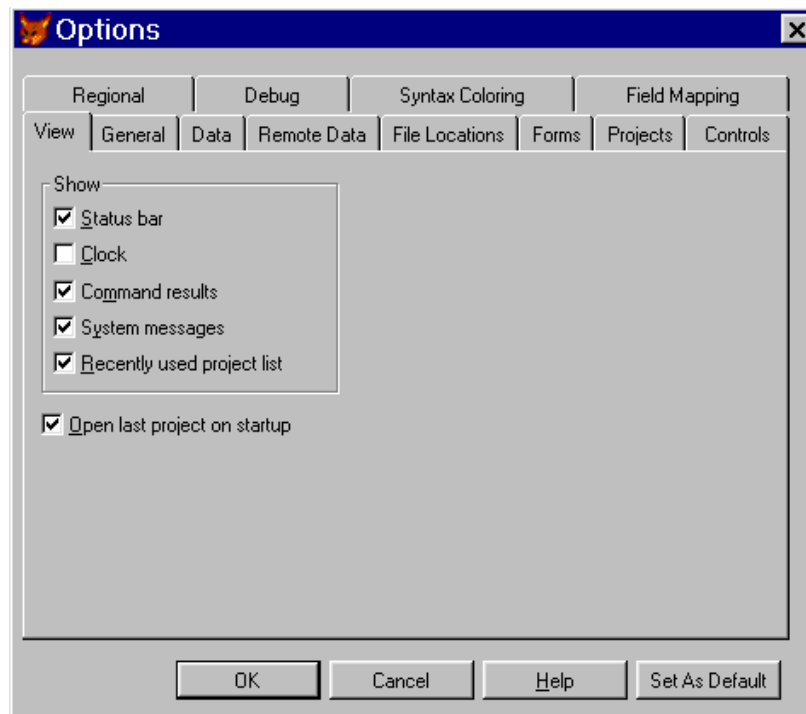 Options
Regional Debug Syntax Coloring Field Mapping
View General Data Remote Data File Locations Forms Projects Controls
Show
Status bar
Clock
Command results
System messages
Recently used project list
Open last project on startup
OK Cancel Help Set As Default